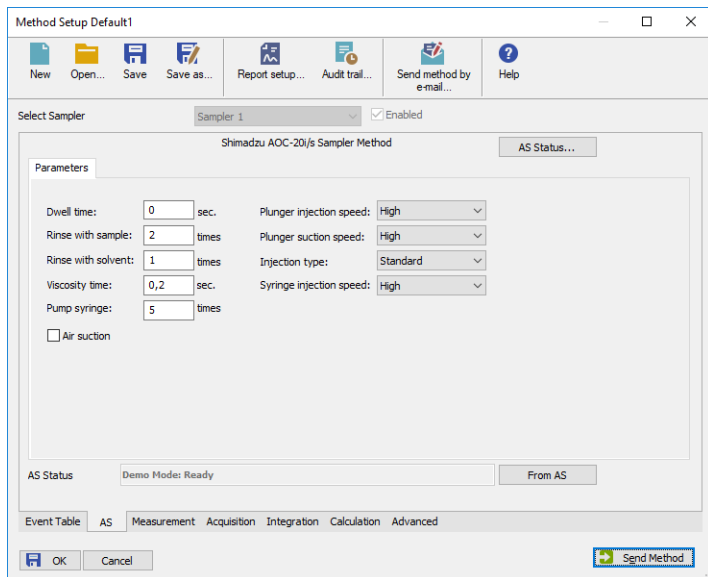 Method Setup Default1
New Open... Save Save as... Report setup... Audit trail... Send method by e-mail... Help
Select Sampler Sampler 1 Enabled
Shimadzu AOC-20i/s Sampler Method AS Status...
Parameters
Dwell time: 0 sec. Plunger injection speed: High
Rinse with sample: 2 times Plunger suction speed: High
Rinse with solvent: 1 times Injection type: Standard
Viscosity time: 0,2 sec. Syringe injection speed: High
Pump syringe: 5 times
Air suction
AS Status Demo Mode: Ready From AS
Event Table AS Measurement Acquisition Integration Calculation Advanced
OK Cancel Send Method